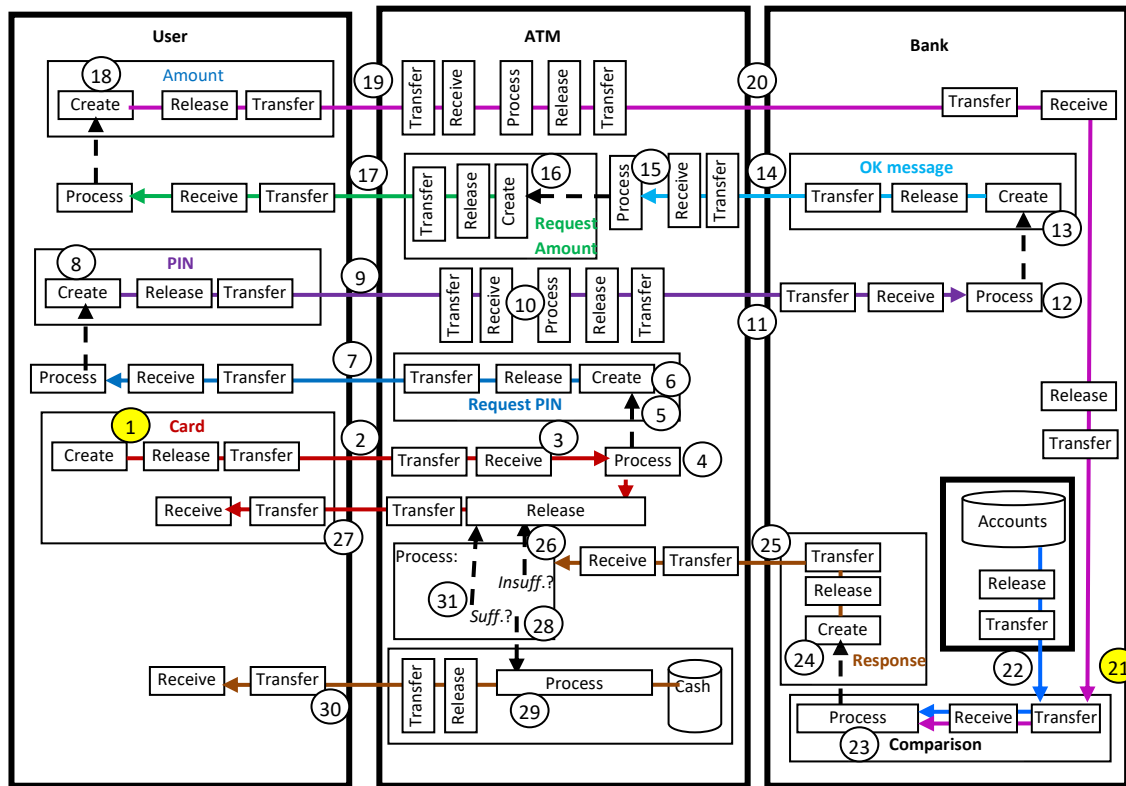 User
ATM
Bank
18
Amount
19
20
Create
Release
Transfer
Transfer
Receive
Process
Release
Transfer
Transfer
Receive
17
16
15
14
OK message
Process
Receive
Transfer
Transfer
Release
Create
Process
Receive
Transfer
Transfer
Release
Create
Request
Amount
13
8
PIN
9
Create
Release
Transfer
Transfer
Receive
10
Process
Release
Transfer
Transfer
Receive
Process
12
11
7
Process
Receive
Transfer
Transfer
Release
Create
6
Request PIN
5
Release
1
Card
2
3
Transfer
Create
Release
Transfer
Transfer
Receive
Process
4
Receive
Transfer
Transfer
Release
Accounts
27
26
25
Process:
Receive
Transfer
Transfer
Insuff.?
Release
Release
31
Suff.?
28
Create
Transfer
24
Response
22
21
Receive
Transfer
Transfer
Release
Process
Cash
30
29
Process
Receive
Transfer
23
Comparison